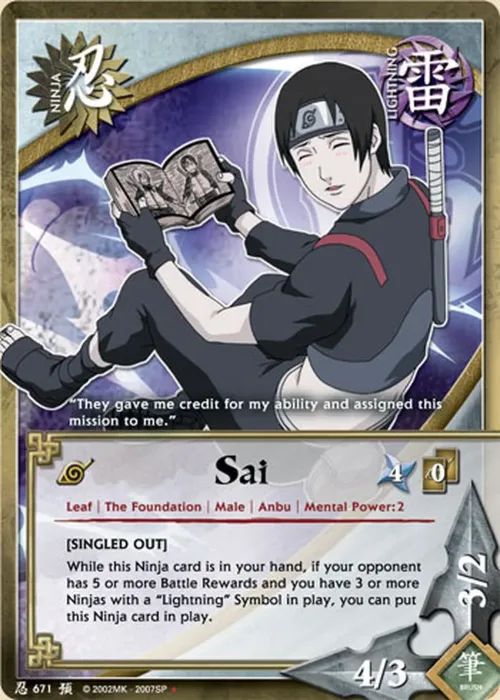 NINJA
忍
LIGHTNING
雷
"They gave me credit for my ability and assigned this
mission to me."
Sai
4
0
Leaf | The Foundation | Male | Anbu | Mental Power: 2
[SINGLED OUT]
While this Ninja card is in your hand, if your opponent
has 5 or more Battle Rewards and you have 3 or more
Ninjas with a "Lightning" Symbol in play, you can put
this Ninja card in play.
3/2
4/3
筆
BRUSH
忍 671 © 2002MK · 2007SP